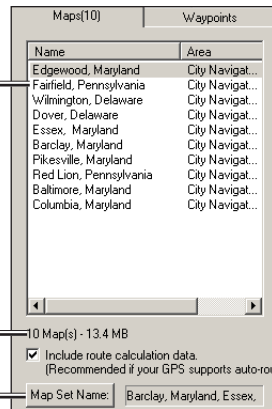 Maps(10) Waypoints
Name Area
Edgewood, Maryland City Navigat...
Fairfield, Pennsylvania City Navigat...
Wilmington, Delaware City Navigat...
Dover, Delaware City Navigat...
Essex, Maryland City Navigat...
Barclay, Maryland City Navigat...
Pikesville, Maryland City Navigat...
Red Lion, Pennsylvania City Navigat...
Baltimore, Maryland City Navigat...
Columbia, Maryland City Navigat...
10 Map(s) - 13.4 MB
Include route calculation data.
(Recommended if your GPS supports auto-rou
Map Set Name: Barclay, Maryland, Essex,